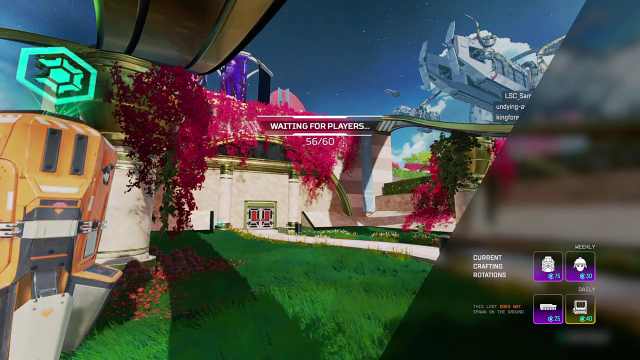 LSC_Sam
undying-
kingfore
WAITING FOR PLAYERS...
56/60
CURRENT
CRAFTING
ROTATIONS
WEEKLY
75
30
DAILY
THIS LOOT DOES NOT
SPAWN ON THE GROUND
25
40